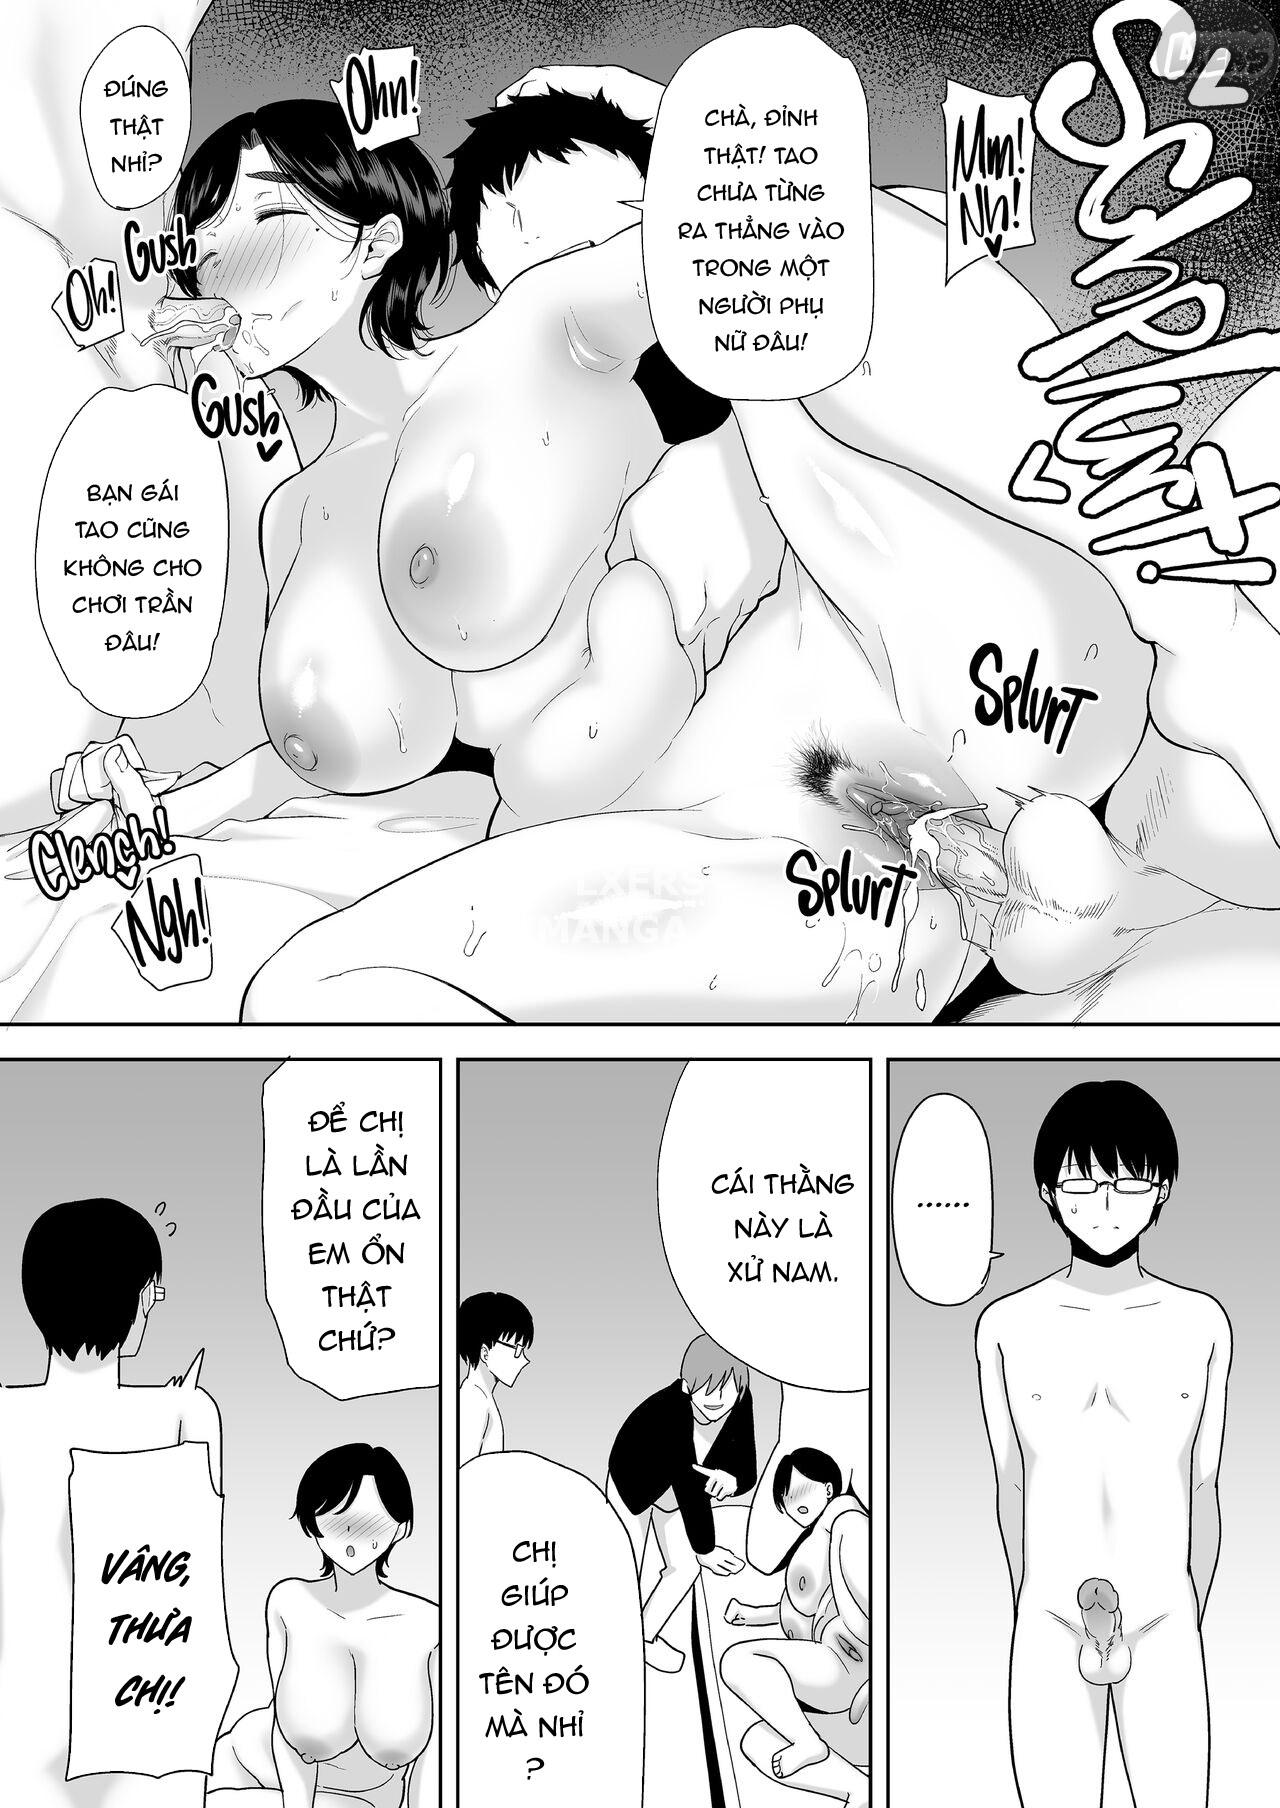 CHÀ, ĐỈNH
THẬT! TAO
CHƯA TỪNG
RA THẲNG VÀO
TRONG MỘT
NGƯỜI PHỤ
NỮ ĐÂU!
Splurt!
Mm!
Nh!
Ohn!
ĐÚNG
THẬT
NHỈ?
Gush
Oh!
Gush
BẠN GÁI
TAO CŨNG
KHÔNG CHO
CHƠI TRẦN
ĐÂU!
Splurt
Splurt
Clench!
Ngh!
LXERS
MANGA
......
CÁI THẰNG
NÀY LÀ
XỬ NAM.
CHỊ
GIÚP
ĐƯỢC
TÊN ĐÓ
MÀ NHỈ
?
ĐỂ CHỊ
LÀ LẦN
ĐẦU CỦA
EM ỔN
THẬT
CHỨ?
VÂNG,
THƯA
CHỊ!!